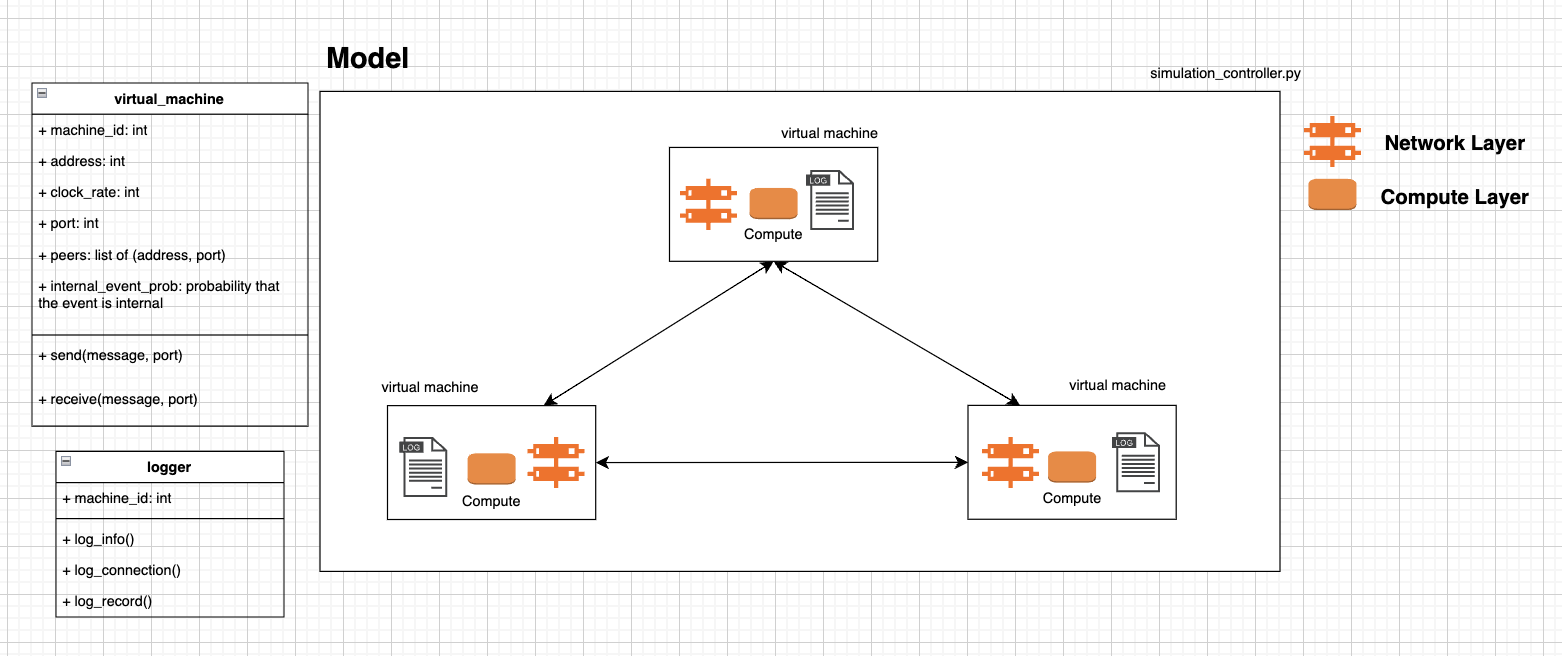 Model
simulation_controller.py
virtual_machine
+ machine_id: int
+ address: int
+ clock_rate: int
+ port: int
+ peers: list of (address, port)
+ internal_event_prob: probability that
the event is internal
+ send(message, port)
+ receive(message, port)
logger
+ machine_id: int
+ log_info()
+ log_connection()
+ log_record()
virtual machine
LOG
Compute
virtual machine
LOG
Compute
virtual machine
LOG
Compute
Network Layer
Compute Layer